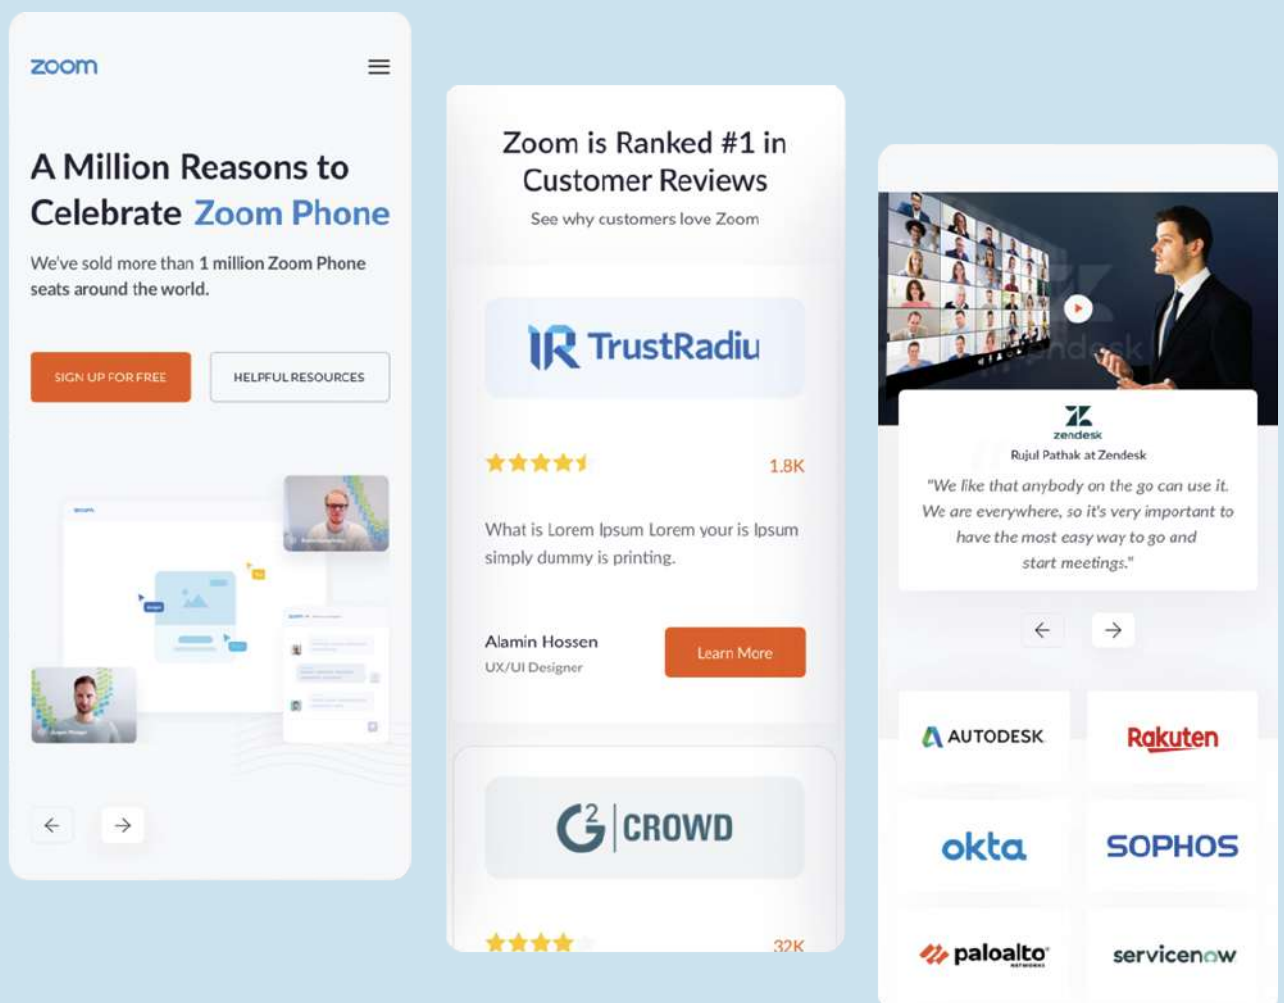 zoom
A Million Reasons to
Celebrate Zoom Phone
We've sold more than 1 million Zoom Phone
seats around the world.
SIGN UP FOR FREE
HELPFUL RESOURCES
zoom
zoom
Zoom is Ranked #1 in
Customer Reviews
See why customers love Zoom
TR TrustRadiu
1.8K
What is Lorem Ipsum Lorem your is Ipsum
simply dummy is printing.
Alamin Hossen
UX/UI Designer
Learn More
G2 | CROWD
32K
zendesk
zendesk
Rujul Pathak at Zendesk
"We like that anybody on the go can use it.
We are everywhere, so it's very important to
have the most easy way to go and
start meetings."
AUTODESK
Rakuten
okta
SOPHOS
paloalto
NETWORKS
servicenow